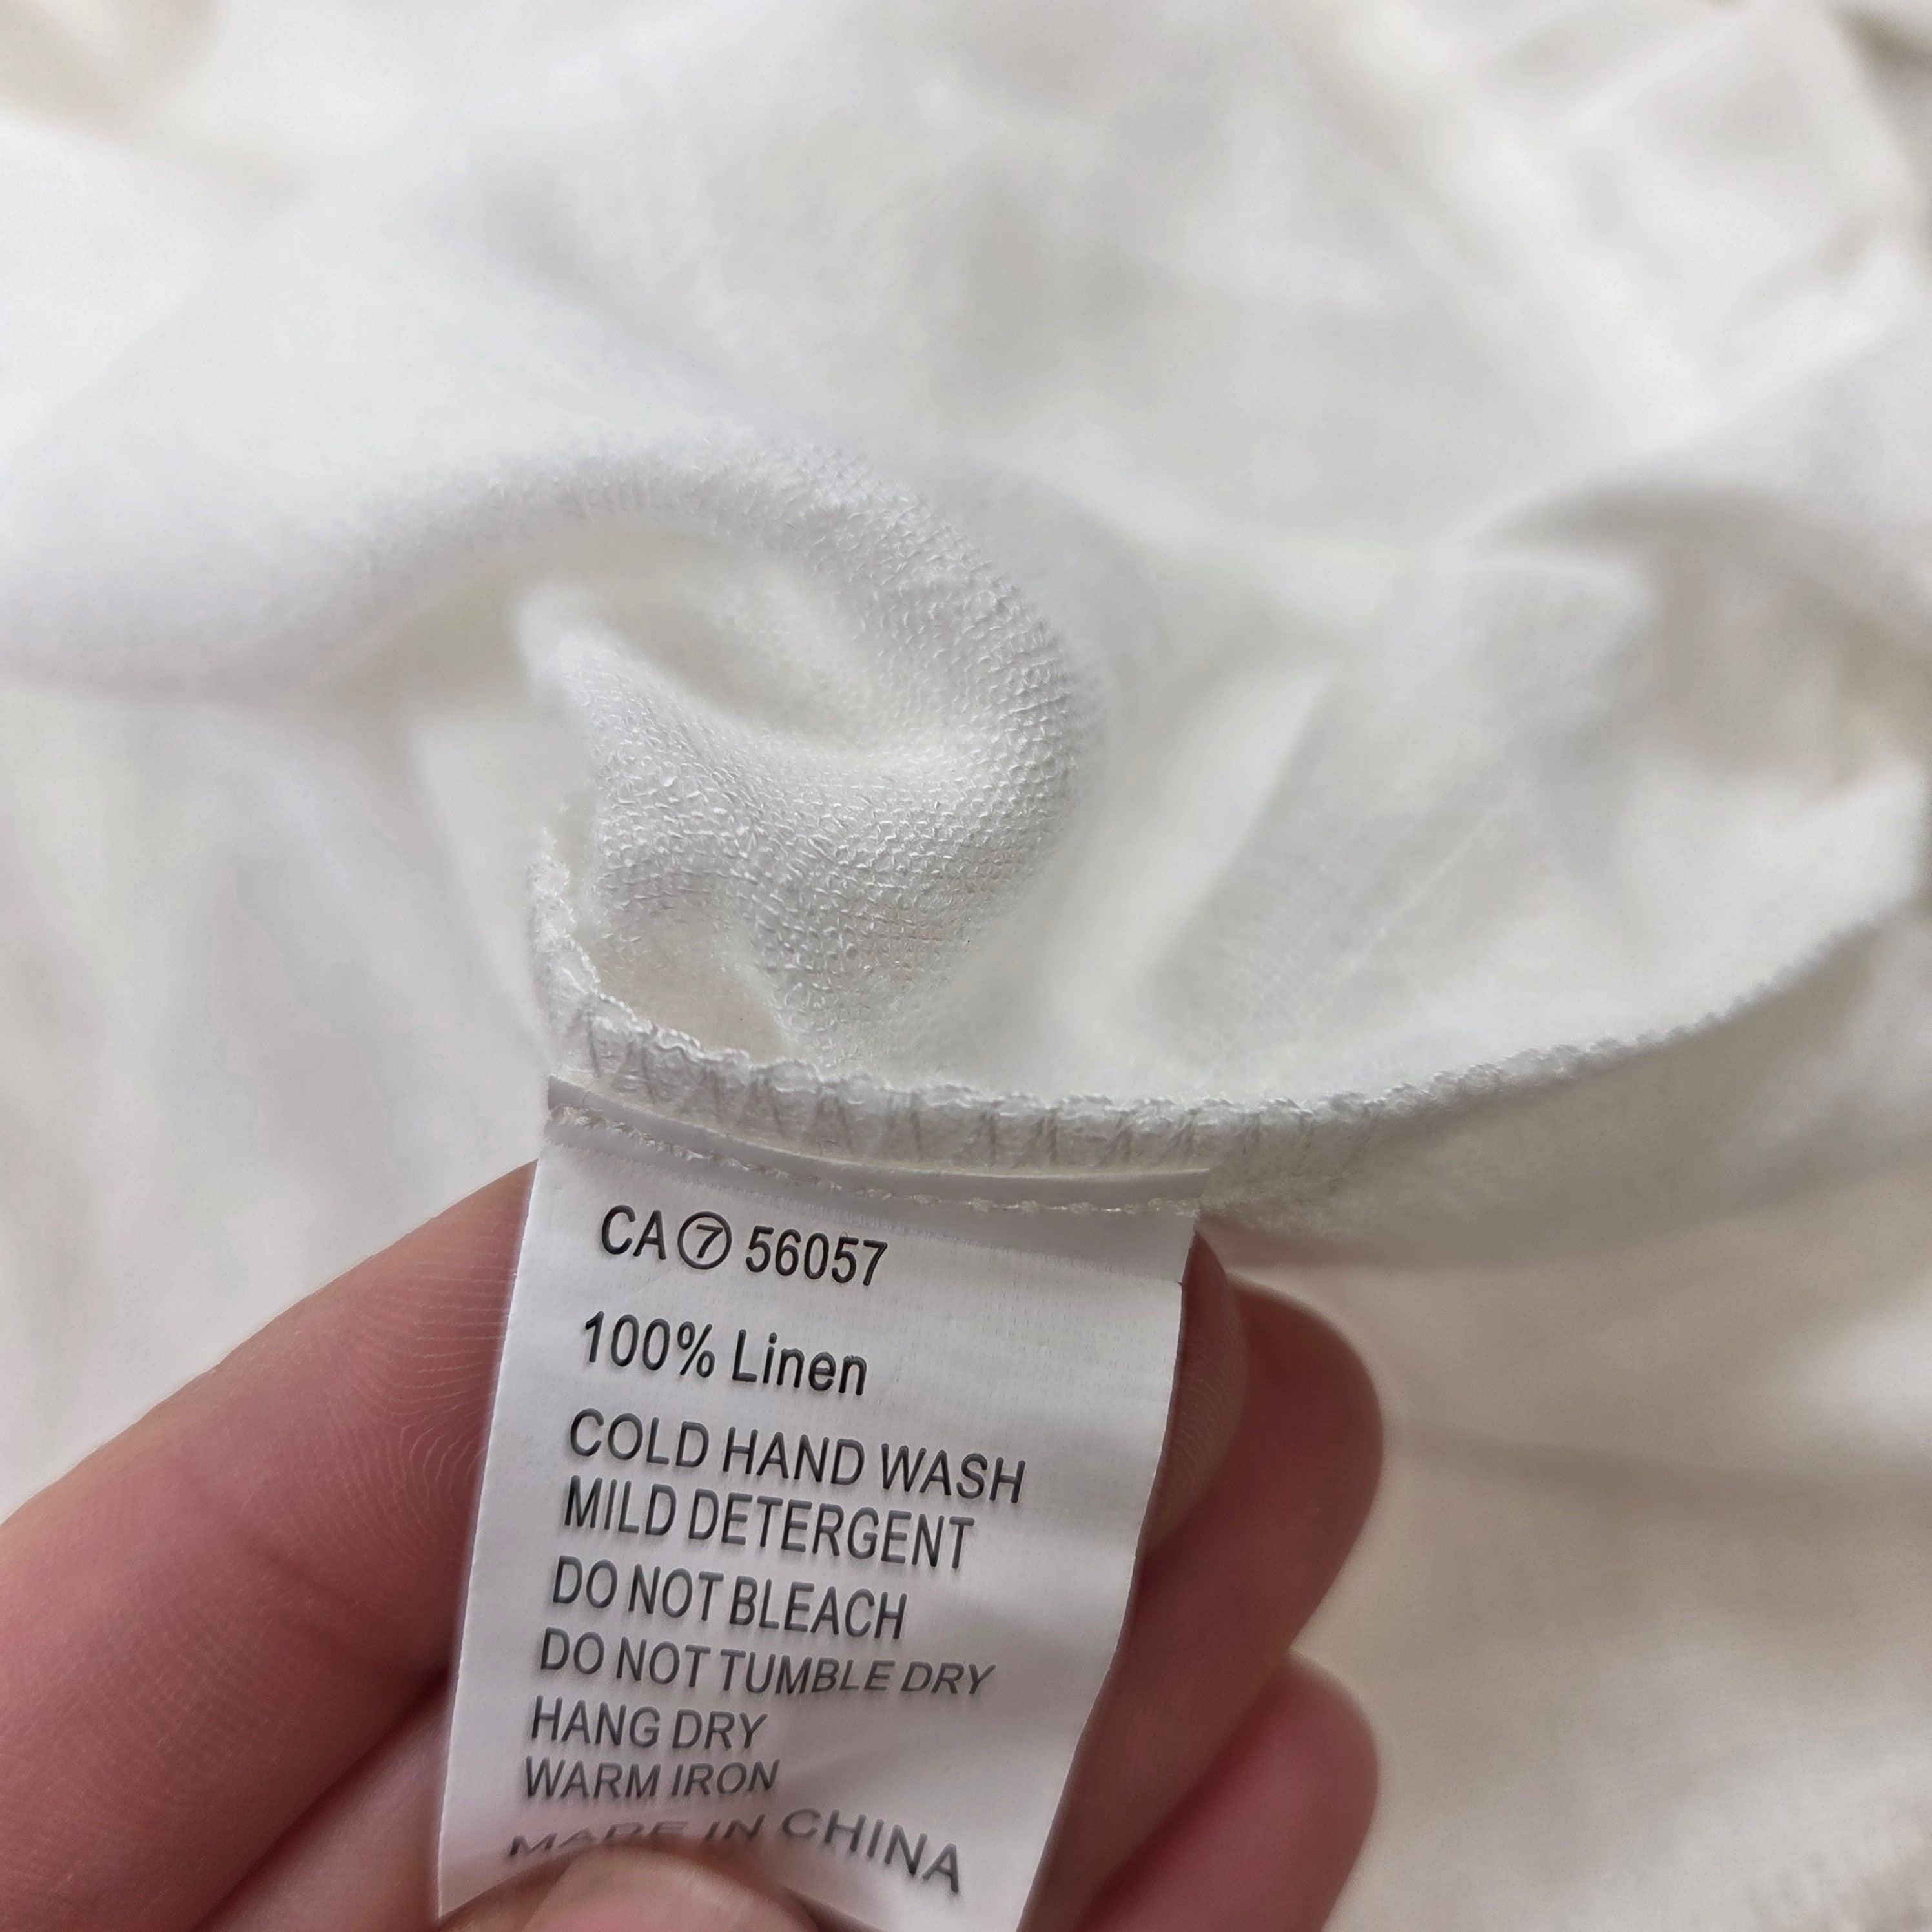 CA⑦ 56057
100% Linen
COLD HAND WASH
MILD DETERGENT
DO NOT BLEACH
DO NOT TUMBLE DRY
HANG DRY
WARM IRON
MADE IN CHINA